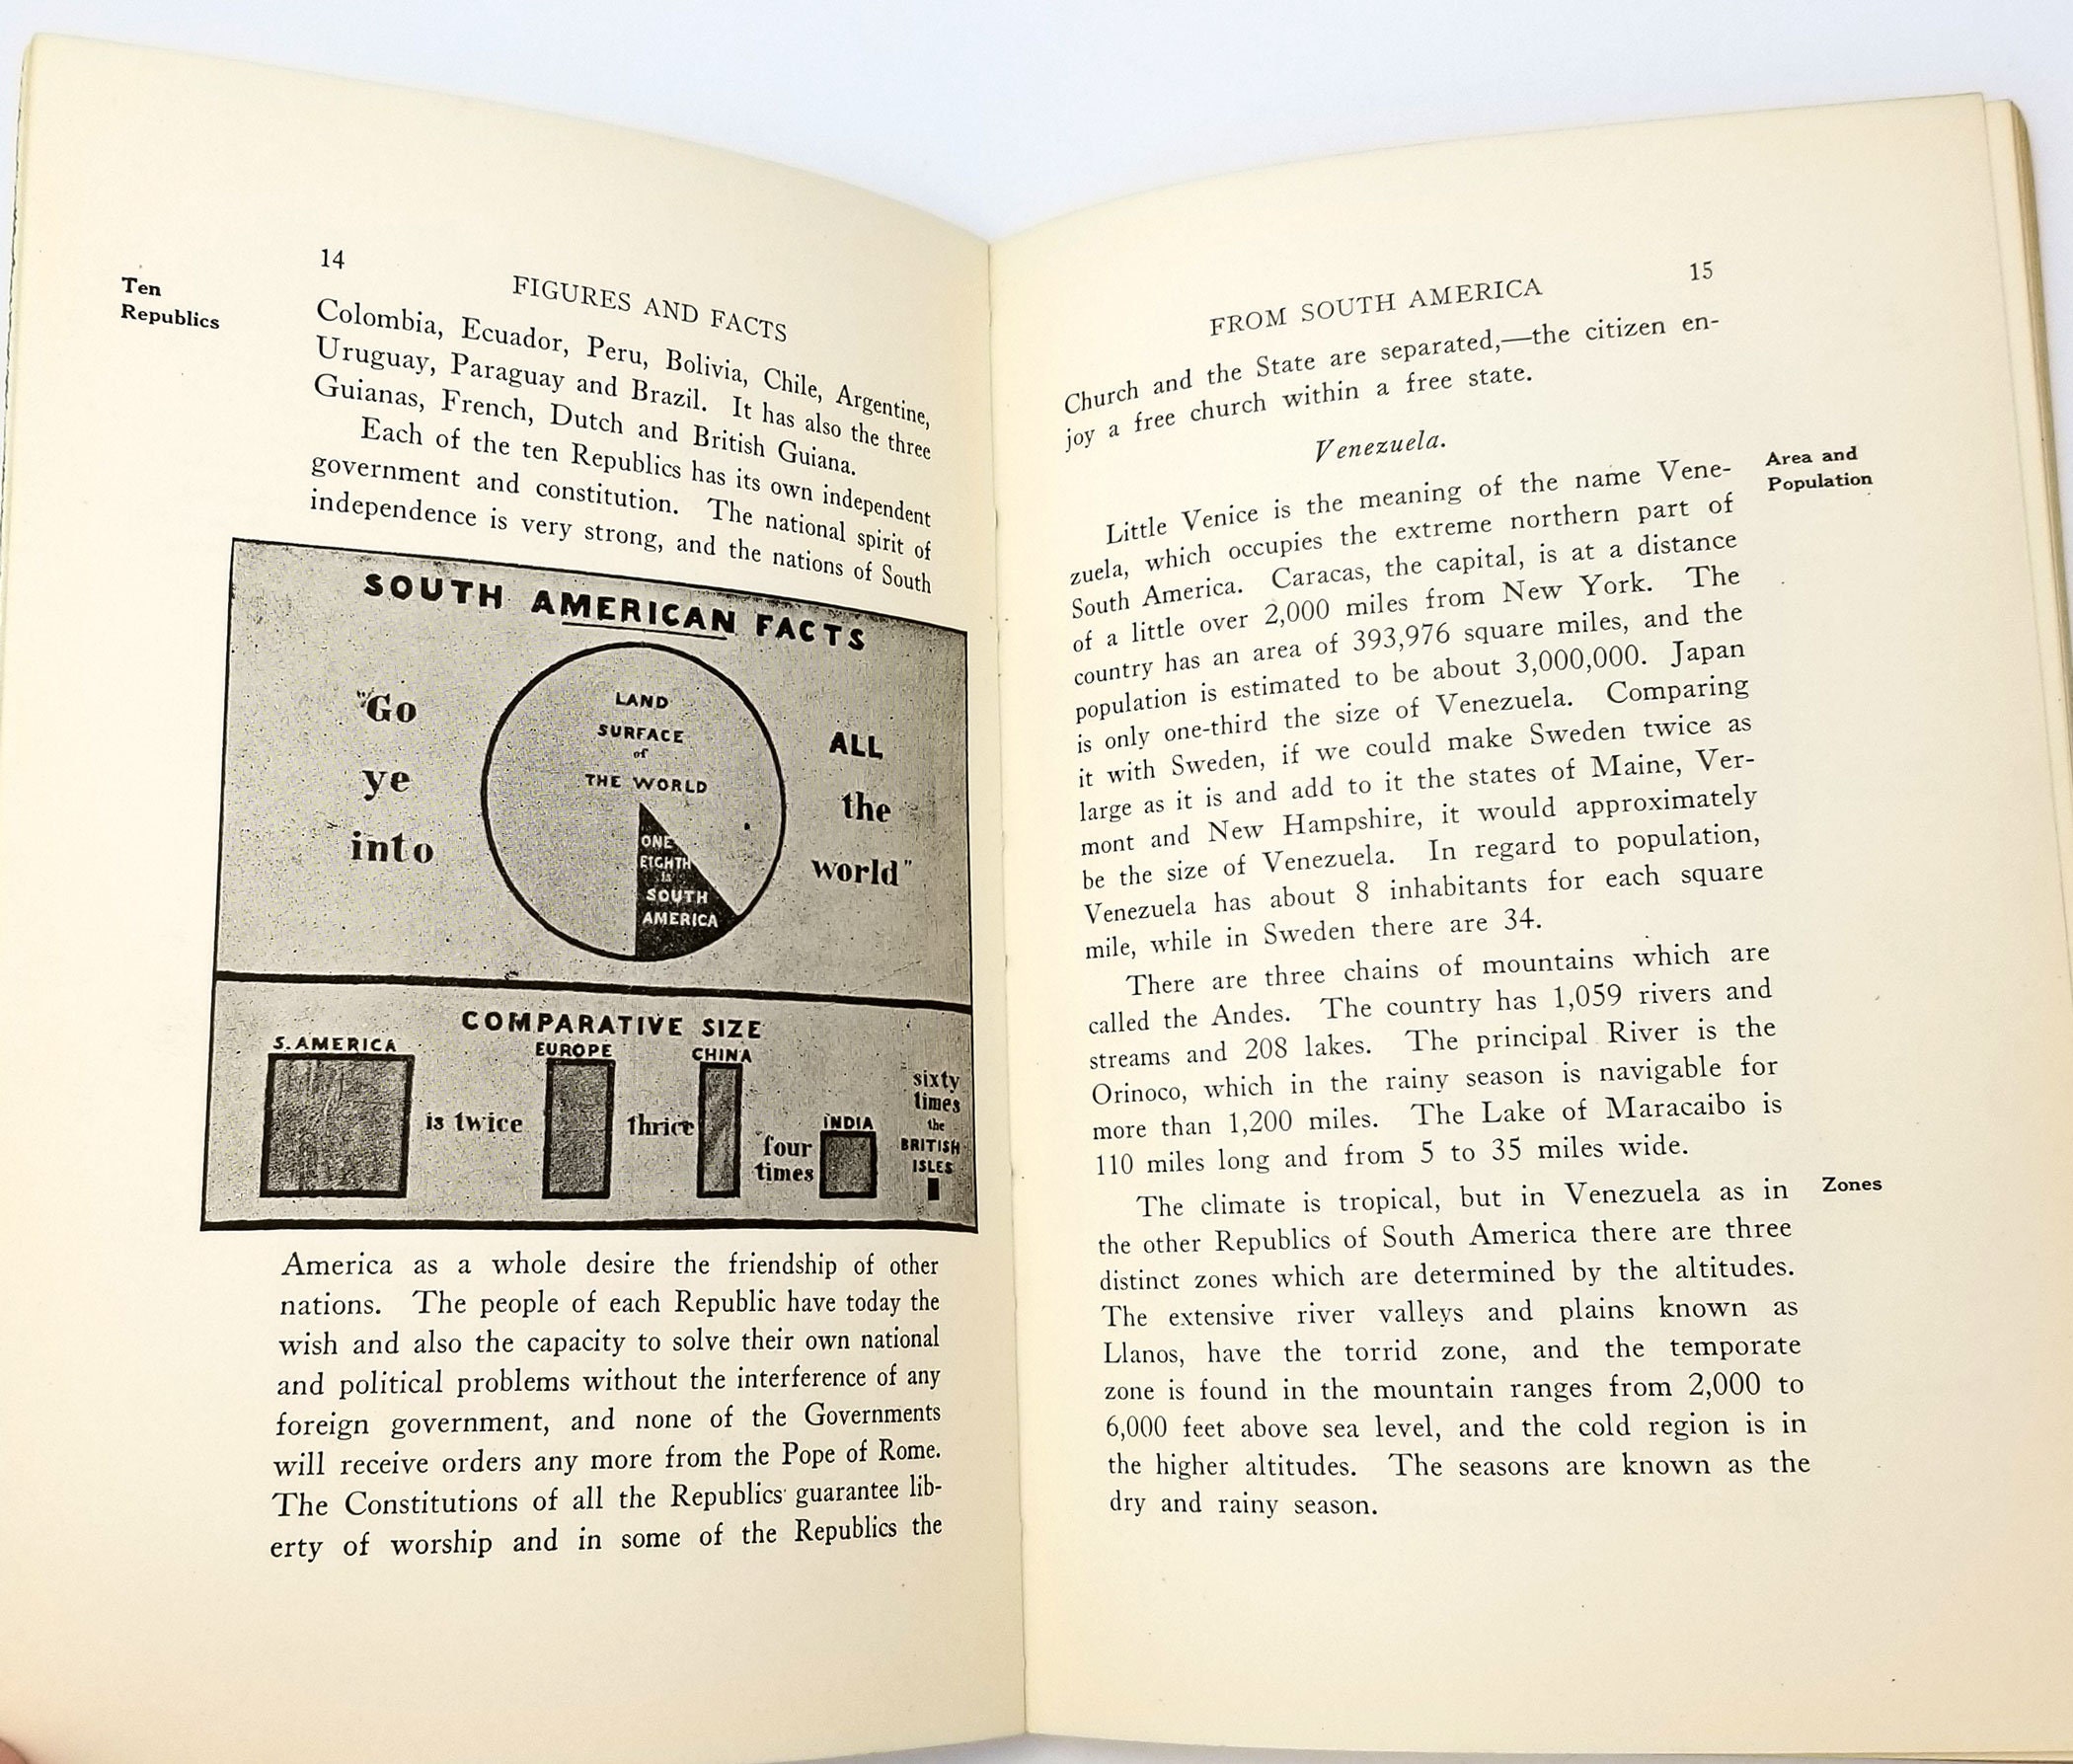 14
FIGURES AND FACTS
Ten
Republics
Colombia, Ecuador, Peru, Bolivia, Chile, Argentine,
Uruguay, Paraguay and Brazil. It has also the three
Guianas, French, Dutch and British Guiana.
Each of the ten Republics has its own independent
government and constitution. The national spirit of
independence is very strong, and the nations of South
SOUTH AMERICAN FACTS
"Go
ye
into
LAND
SURFACE
of
THE WORLD
ONE
EIGHTH
is
SOUTH
AMERICA
ALL
the
world"
COMPARATIVE SIZE
S. AMERICA
is twice
EUROPE
thrice
CHINA
four
times
INDIA
sixty
times
the
BRITISH
ISLES
America as a whole desire the friendship of other
nations. The people of each Republic have today the
wish and also the capacity to solve their own national
and political problems without the interference of any
foreign government, and none of the Governments
will receive orders any more from the Pope of Rome.
The Constitutions of all the Republics guarantee lib-
erty of worship and in some of the Republics the
FROM SOUTH AMERICA
15
Church and the State are separated,—the citizen en-
joy a free church within a free state.
Venezuela.
Area and
Population
Little Venice is the meaning of the name Vene-
zuela, which occupies the extreme northern part of
South America. Caracas, the capital, is at a distance
of a little over 2,000 miles from New York. The
country has an area of 393,976 square miles, and the
population is estimated to be about 3,000,000. Japan
is only one-third the size of Venezuela. Comparing
it with Sweden, if we could make Sweden twice as
large as it is and add to it the states of Maine, Ver-
mont and New Hampshire, it would approximately
be the size of Venezuela. In regard to population,
Venezuela has about 8 inhabitants for each square
mile, while in Sweden there are 34.
There are three chains of mountains which are
called the Andes. The country has 1,059 rivers and
streams and 208 lakes. The principal River is the
Orinoco, which in the rainy season is navigable for
more than 1,200 miles. The Lake of Maracaibo is
110 miles long and from 5 to 35 miles wide.
Zones
The climate is tropical, but in Venezuela as in
the other Republics of South America there are three
distinct zones which are determined by the altitudes.
The extensive river valleys and plains known as
Llanos, have the torrid zone, and the temporate
zone is found in the mountain ranges from 2,000 to
6,000 feet above sea level, and the cold region is in
the higher altitudes. The seasons are known as the
dry and rainy season.